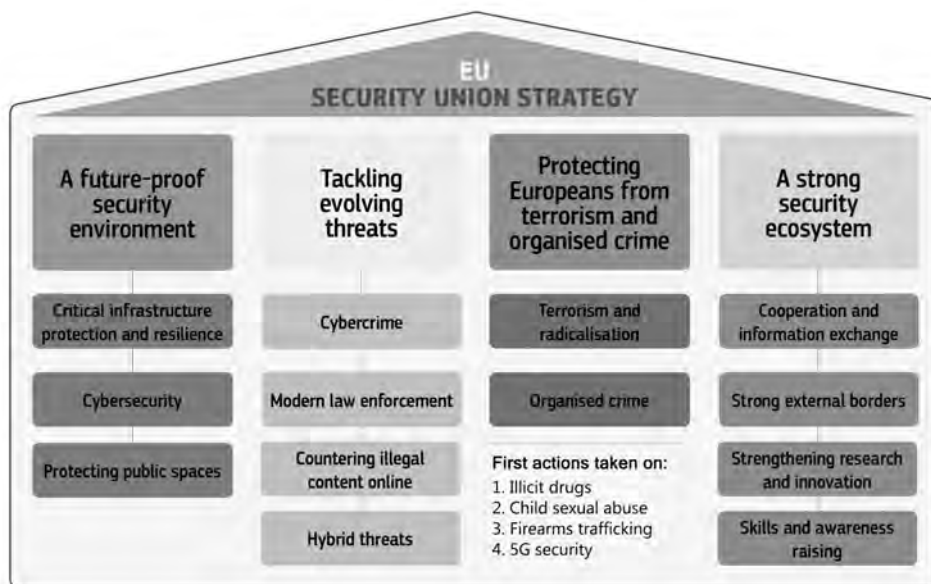 EU
SECURITY UNION STRATEGY
A future-proof
security
environment
Critical infrastructure
protection and resilience
Cybersecurity
Protecting public spaces
Tackling
evolving
threats
Cybercrime
Modern law enforcement
Countering illegal
content online
Hybrid threats
Protecting
Europeans from
terrorism and
organised crime
Terrorism and
radicalisation
Organised crime
First actions taken on:
1. Illicit drugs
2. Child sexual abuse
3. Firearms trafficking
4. 5G security
A strong
security
ecosystem
Cooperation and
information exchange
Strong external borders
Strengthening research
and innovation
Skills and awareness
raising